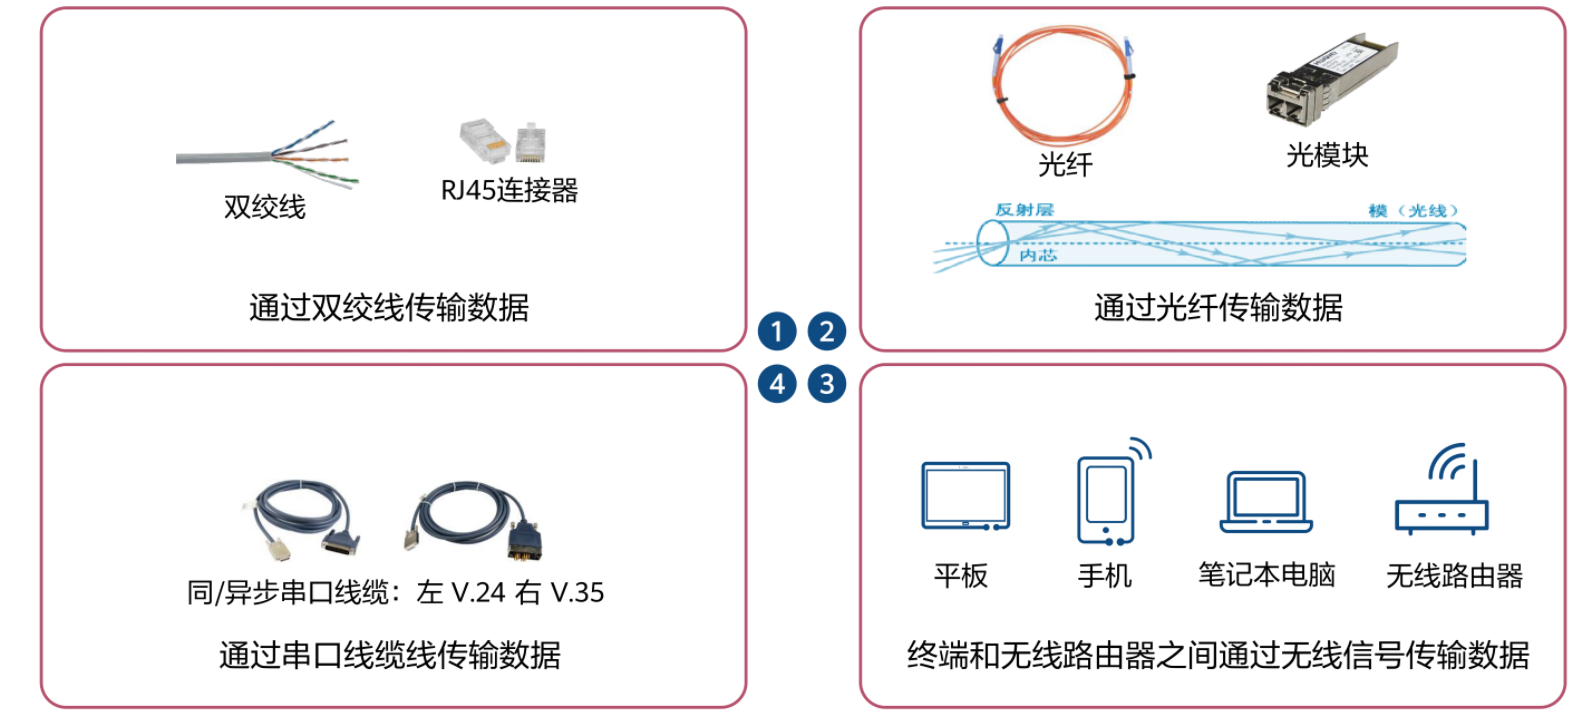 双绞线
RJ45连接器
通过双绞线传输数据
光纤
光模块
反射层
模（光线）
内芯
通过光纤传输数据
1 2
4 3
同/异步串口线缆：左 V.24 右 V.35
通过串口线缆线传输数据
平板
手机
笔记本电脑
无线路由器
终端和无线路由器之间通过无线信号传输数据